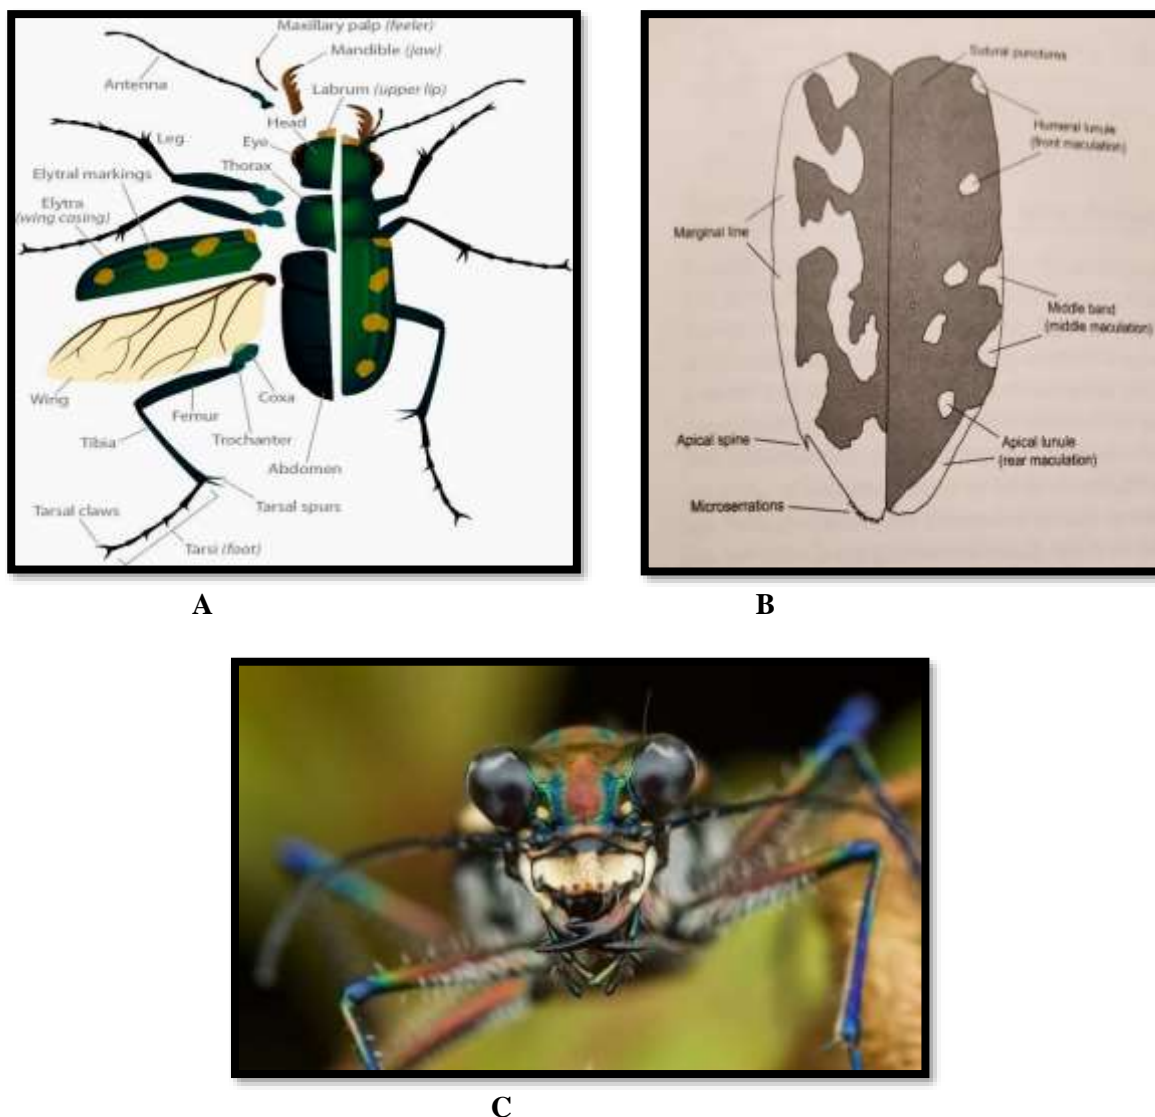 Maxillary palp (feeler)
Mandible (jaw)
Antenna
Labrum (upper lip)
Head
Leg
Eye
Thorax
Elytral markings
Elytra
(wing casing)
Wing
Femur
Coxa
Tibia
Trochanter
Abdomen
Tarsal claws
Tarsal spurs
Tarsi (foot)
A
Sutural punctures
Humeral lunule
(front maculation)
Marginal line
Middle band
(middle maculation)
Apical spine
Apical lunule
(rear maculation)
Microserrations
B
C